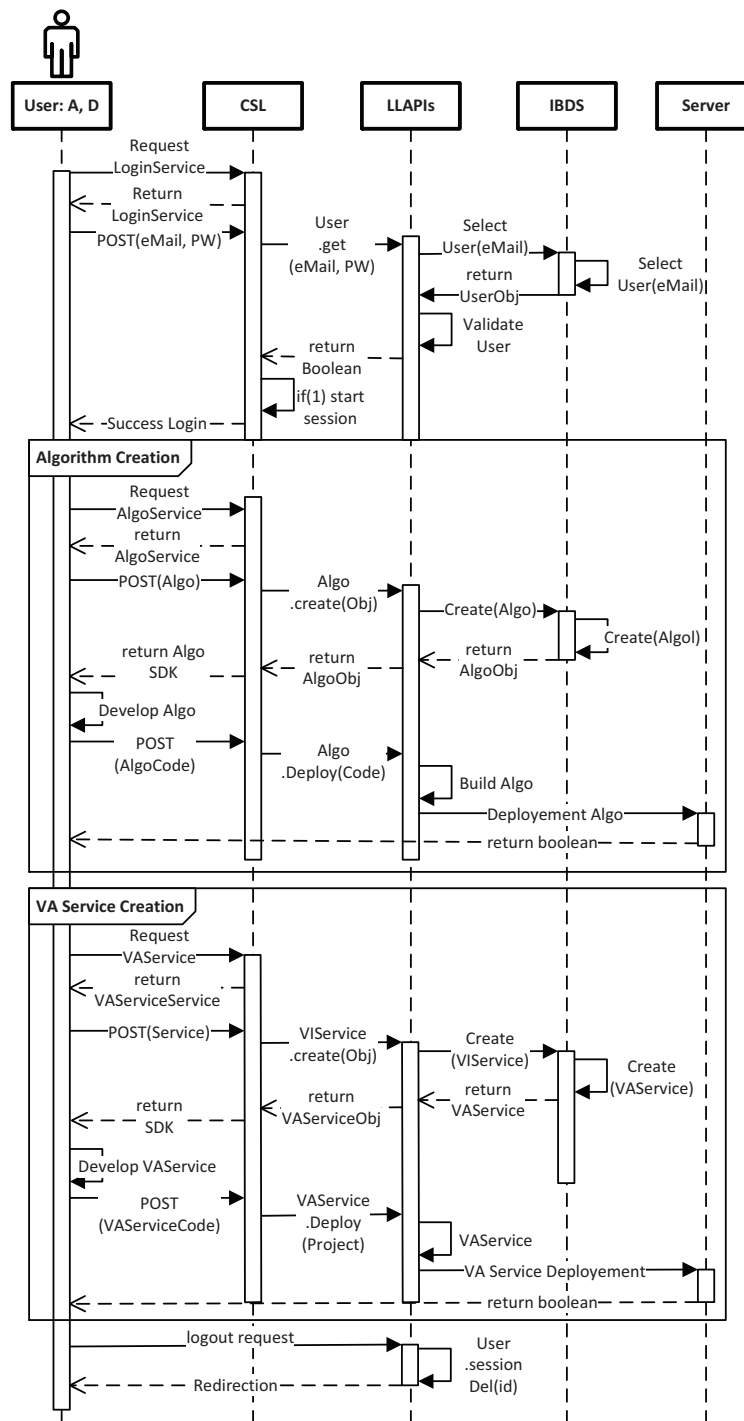 User: A, D
CSL
LLAPIs
IBDS
Server
Request
LoginService
Return
LoginService
POST(eMail, PW)
User
.get
(eMail, PW)
Select
User(eMail)
Select
User(eMail)
return
UserObj
Validate
User
return
Boolean
if(1) start
session
Success Login
Algorithm Creation
Request
AlgoService
return
AlgoService
POST(Algo)
Algo
.create(Obj)
Create(Algo)
Create(Algol)
return
AlgoObj
return
AlgoObj
return Algo
SDK
Develop Algo
POST
(AlgoCode)
Algo
.Deploy(Code)
Build Algo
Deployement Algo
return boolean
VA Service Creation
Request
VAService
return
VAServiceService
POST(Service)
VIService
.create(Obj)
Create
(VIService)
Create
(VAService)
return
VAService
return
VAServiceObj
return
SDK
Develop VAService
POST
(VAServiceCode)
VAService
.Deploy
(Project)
VAService
VA Service Deployement
return boolean
logout request
User
.session
Del(id)
Redirection